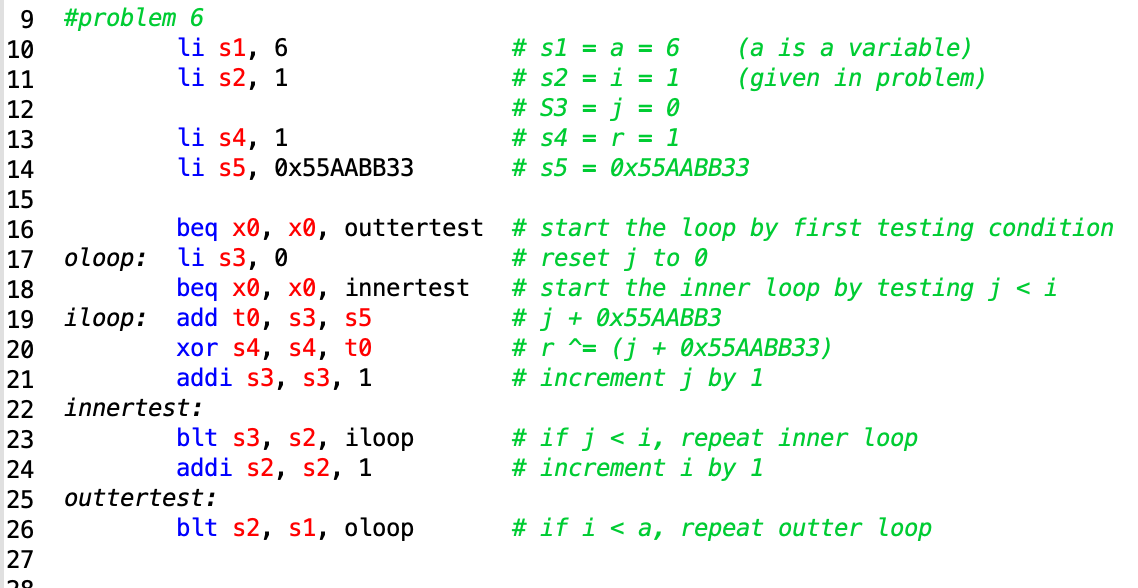 9 #problem 6
10 li s1, 6 # s1 = a = 6 (a is a variable)
11 li s2, 1 # s2 = i = 1 (given in problem)
12 # S3 = j = 0
13 li s4, 1 # s4 = r = 1
14 li s5, 0x55AABB33 # s5 = 0x55AABB33
15
16 beq x0, x0, outtertest # start the loop by first testing condition
17 oloop: li s3, 0 # reset j to 0
18 beq x0, x0, innertest # start the inner loop by testing j < i
19 iloop: add t0, s3, s5 # j + 0x55AABB3
20 xor s4, s4, t0 # r ^= (j + 0x55AABB33)
21 addi s3, s3, 1 # increment j by 1
22 innertest:
23 blt s3, s2, iloop # if j < i, repeat inner loop
24 addi s2, s2, 1 # increment i by 1
25 outtertest:
26 blt s2, s1, oloop # if i < a, repeat outter loop
27
28